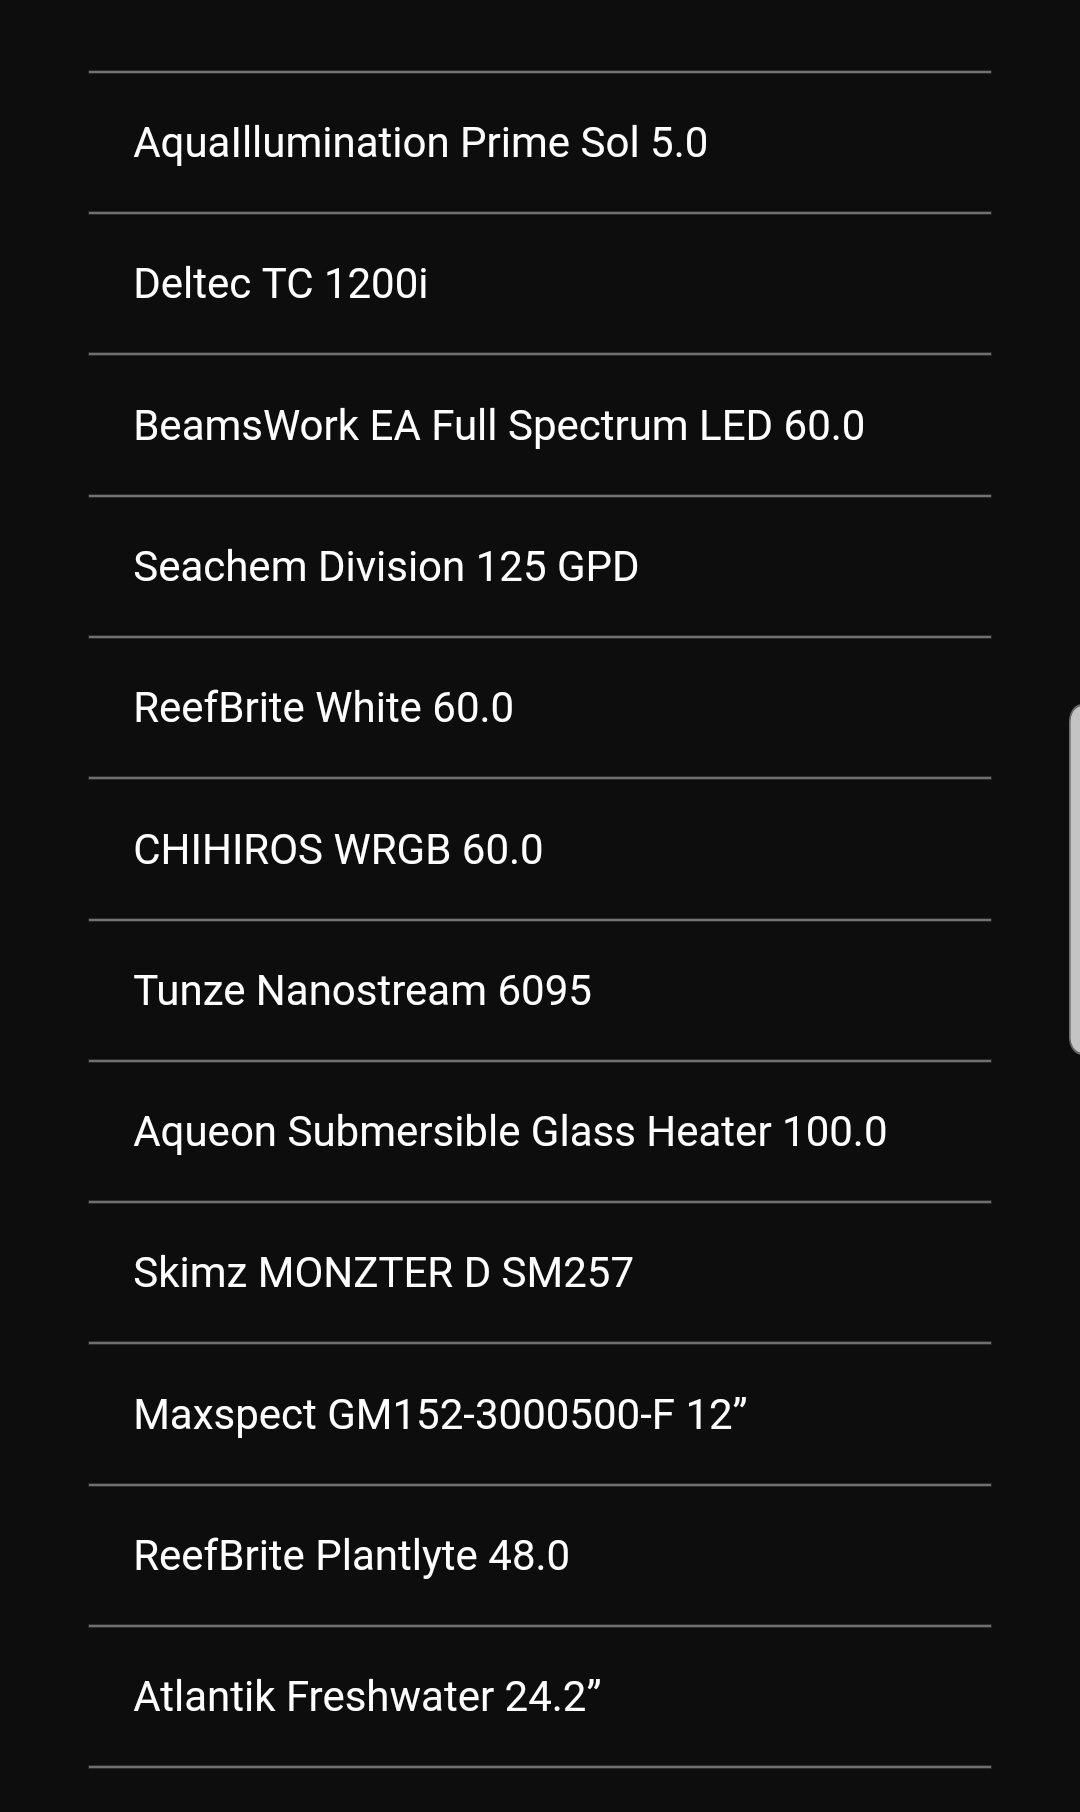 AquaIllumination Prime Sol 5.0
Deltec TC 1200i
BeamsWork EA Full Spectrum LED 60.0
Seachem Division 125 GPD
ReefBrite White 60.0
CHIHIROS WRGB 60.0
Tunze Nanostream 6095
Aqueon Submersible Glass Heater 100.0
Skimz MONZTER D SM257
Maxspect GM152-3000500-F 12”
ReefBrite Plantlyte 48.0
Atlantik Freshwater 24.2”